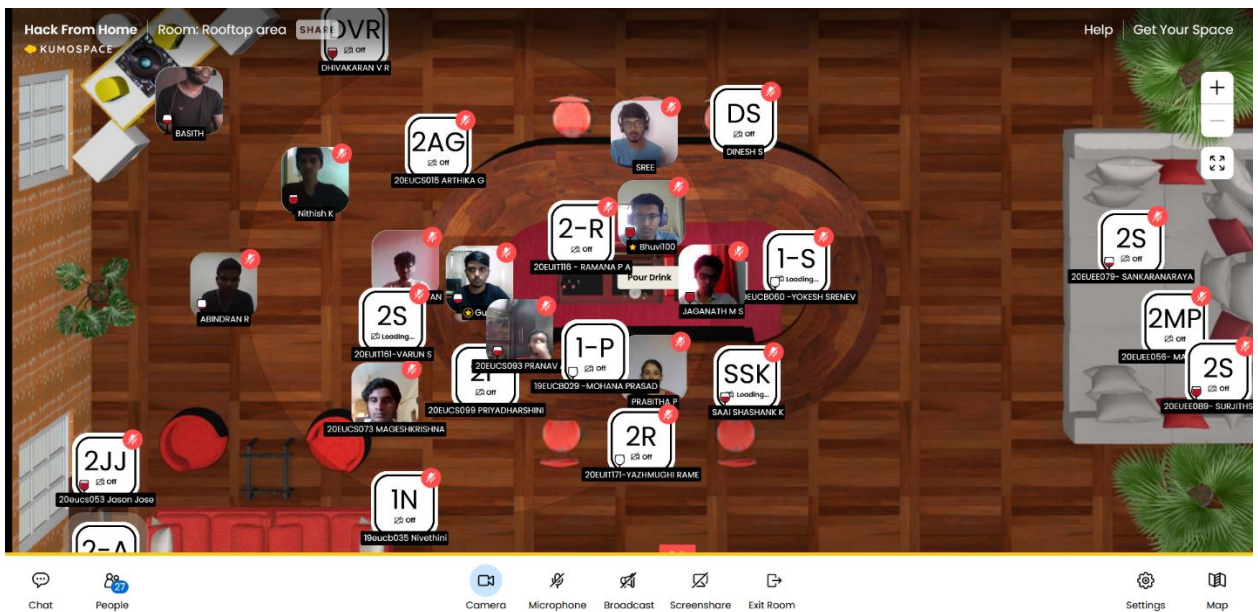 Hack From Home
Room: Rooftop area
SHARE
KUMOSPACE
Help
Get Your Space
DVR
Off
DHIVAKARAN V R
BASITH
2AG
Off
20EUCS015 ARTHIKA G
SREE
DS
Off
DINESH S
Nithish K
2-R
Off
20EUIT116 - RAMANA P A
Bhuvi100
Pour Drink
1-S
Loading...
EUCB060 -YOKESH SRENEV
JAGANATH M S
2S
20EUEE079- SANKARANARAYA
ABINDRAN R
AN
Gu
2S
Loading...
20EUIT161-VARUN S
2MP
Off
20EUEE056- MA
20EUCS093 PRANAV
1-P
Off
19EUCB029 -MOHANA PRASAD
PRABITHA P
SSK
Loading...
SAAI SHASHANK K
2S
Off
20EUEE089- SURJITHS
Off
20EUCS099 PRIYADHARSHINI
20EUCS073 MAGESHKRISHNA
2R
Off
20EUIT171-YAZHMUGHI RAME
2JJ
Off
20eucs053 Jason Jose
1N
Off
19eucb035 Nivethini
2-A
Chat
27
People
Camera
Microphone
Broadcast
Screenshare
Exit Room
Settings
Map